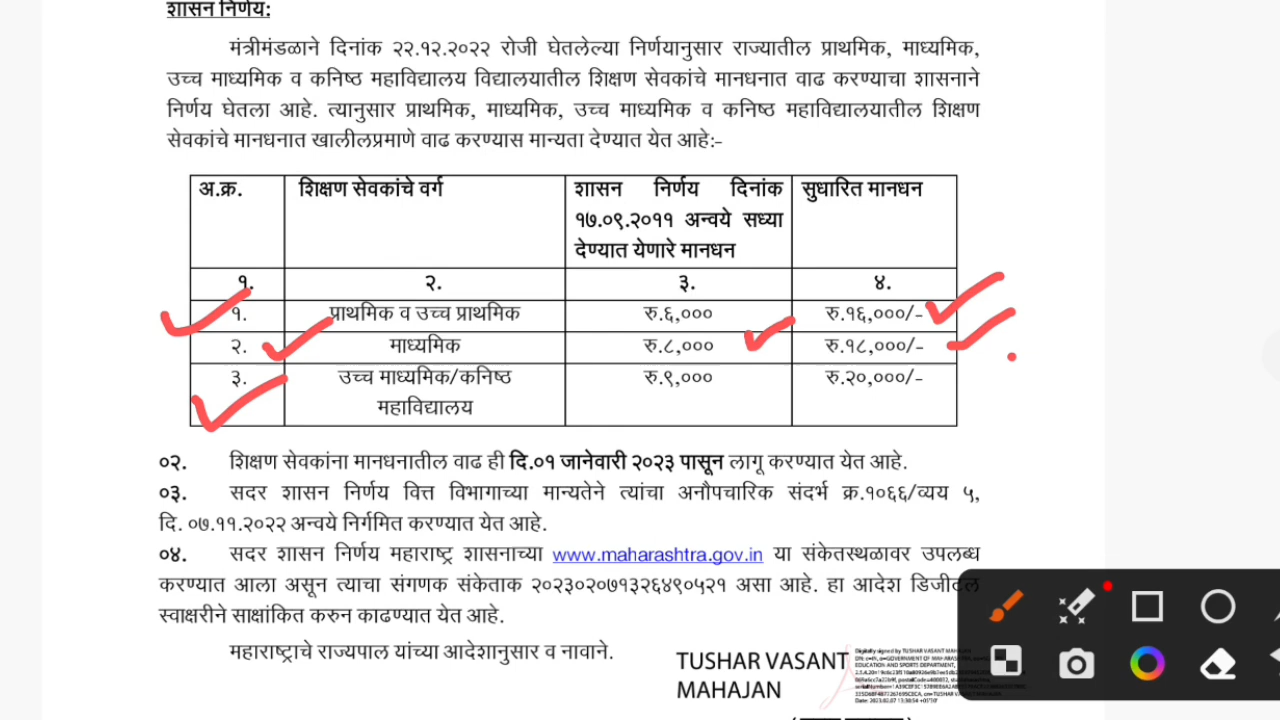 शासन निर्णय:
मंत्रीमंडळाने दिनांक २२.१२.२०२२ रोजी घेतलेल्या निर्णयानुसार राज्यातील प्राथमिक, माध्यमिक,
उच्च माध्यमिक व कनिष्ठ महाविद्यालय विद्यालयातील शिक्षण सेवकांचे मानधनात वाढ करण्याचा शासनाने
निर्णय घेतला आहे. त्यानुसार प्राथमिक, माध्यमिक, उच्च माध्यमिक व कनिष्ठ महाविद्यालयातील शिक्षण
सेवकांचे मानधनात खालीलप्रमाणे वाढ करण्यास मान्यता देण्यात येत आहे:-
अ.क्र. शिक्षण सेवकांचे वर्ग शासन निर्णय दिनांक सुधारित मानधन
१७.०९.२०११ अन्वये सध्या
देण्यात येणारे मानधन
१. २. ३. ४.
१. प्राथमिक व उच्च प्राथमिक रु.६,००० रु.१६,०००/-
२. माध्यमिक रु.८,००० रु.१८,०००/-
३. उच्च माध्यमिक/कनिष्ठ रु.९,००० रु.२०,०००/-
महाविद्यालय
०२. शिक्षण सेवकांना मानधनातील वाढ ही दि.०१ जानेवारी २०२३ पासून लागू करण्यात येत आहे.
०३. सदर शासन निर्णय वित्त विभागाच्या मान्यतेने त्यांचा अनौपचारिक संदर्भ क्र.१०६६/व्यय ५,
दि. ०७.११.२०२२ अन्वये निर्गमित करण्यात येत आहे.
०४. सदर शासन निर्णय महाराष्ट्र शासनाच्या www.maharashtra.gov.in या संकेतस्थळावर उपलब्ध
करण्यात आला असून त्याचा संगणक संकेताक २०२३०२०७१३२६४९०५२१ असा आहे. हा आदेश डिजीटल
स्वाक्षरीने साक्षांकित करुन काढण्यात येत आहे.
महाराष्ट्राचे राज्यपाल यांच्या आदेशानुसार व नावाने.
TUSHAR VASANT
MAHAJAN